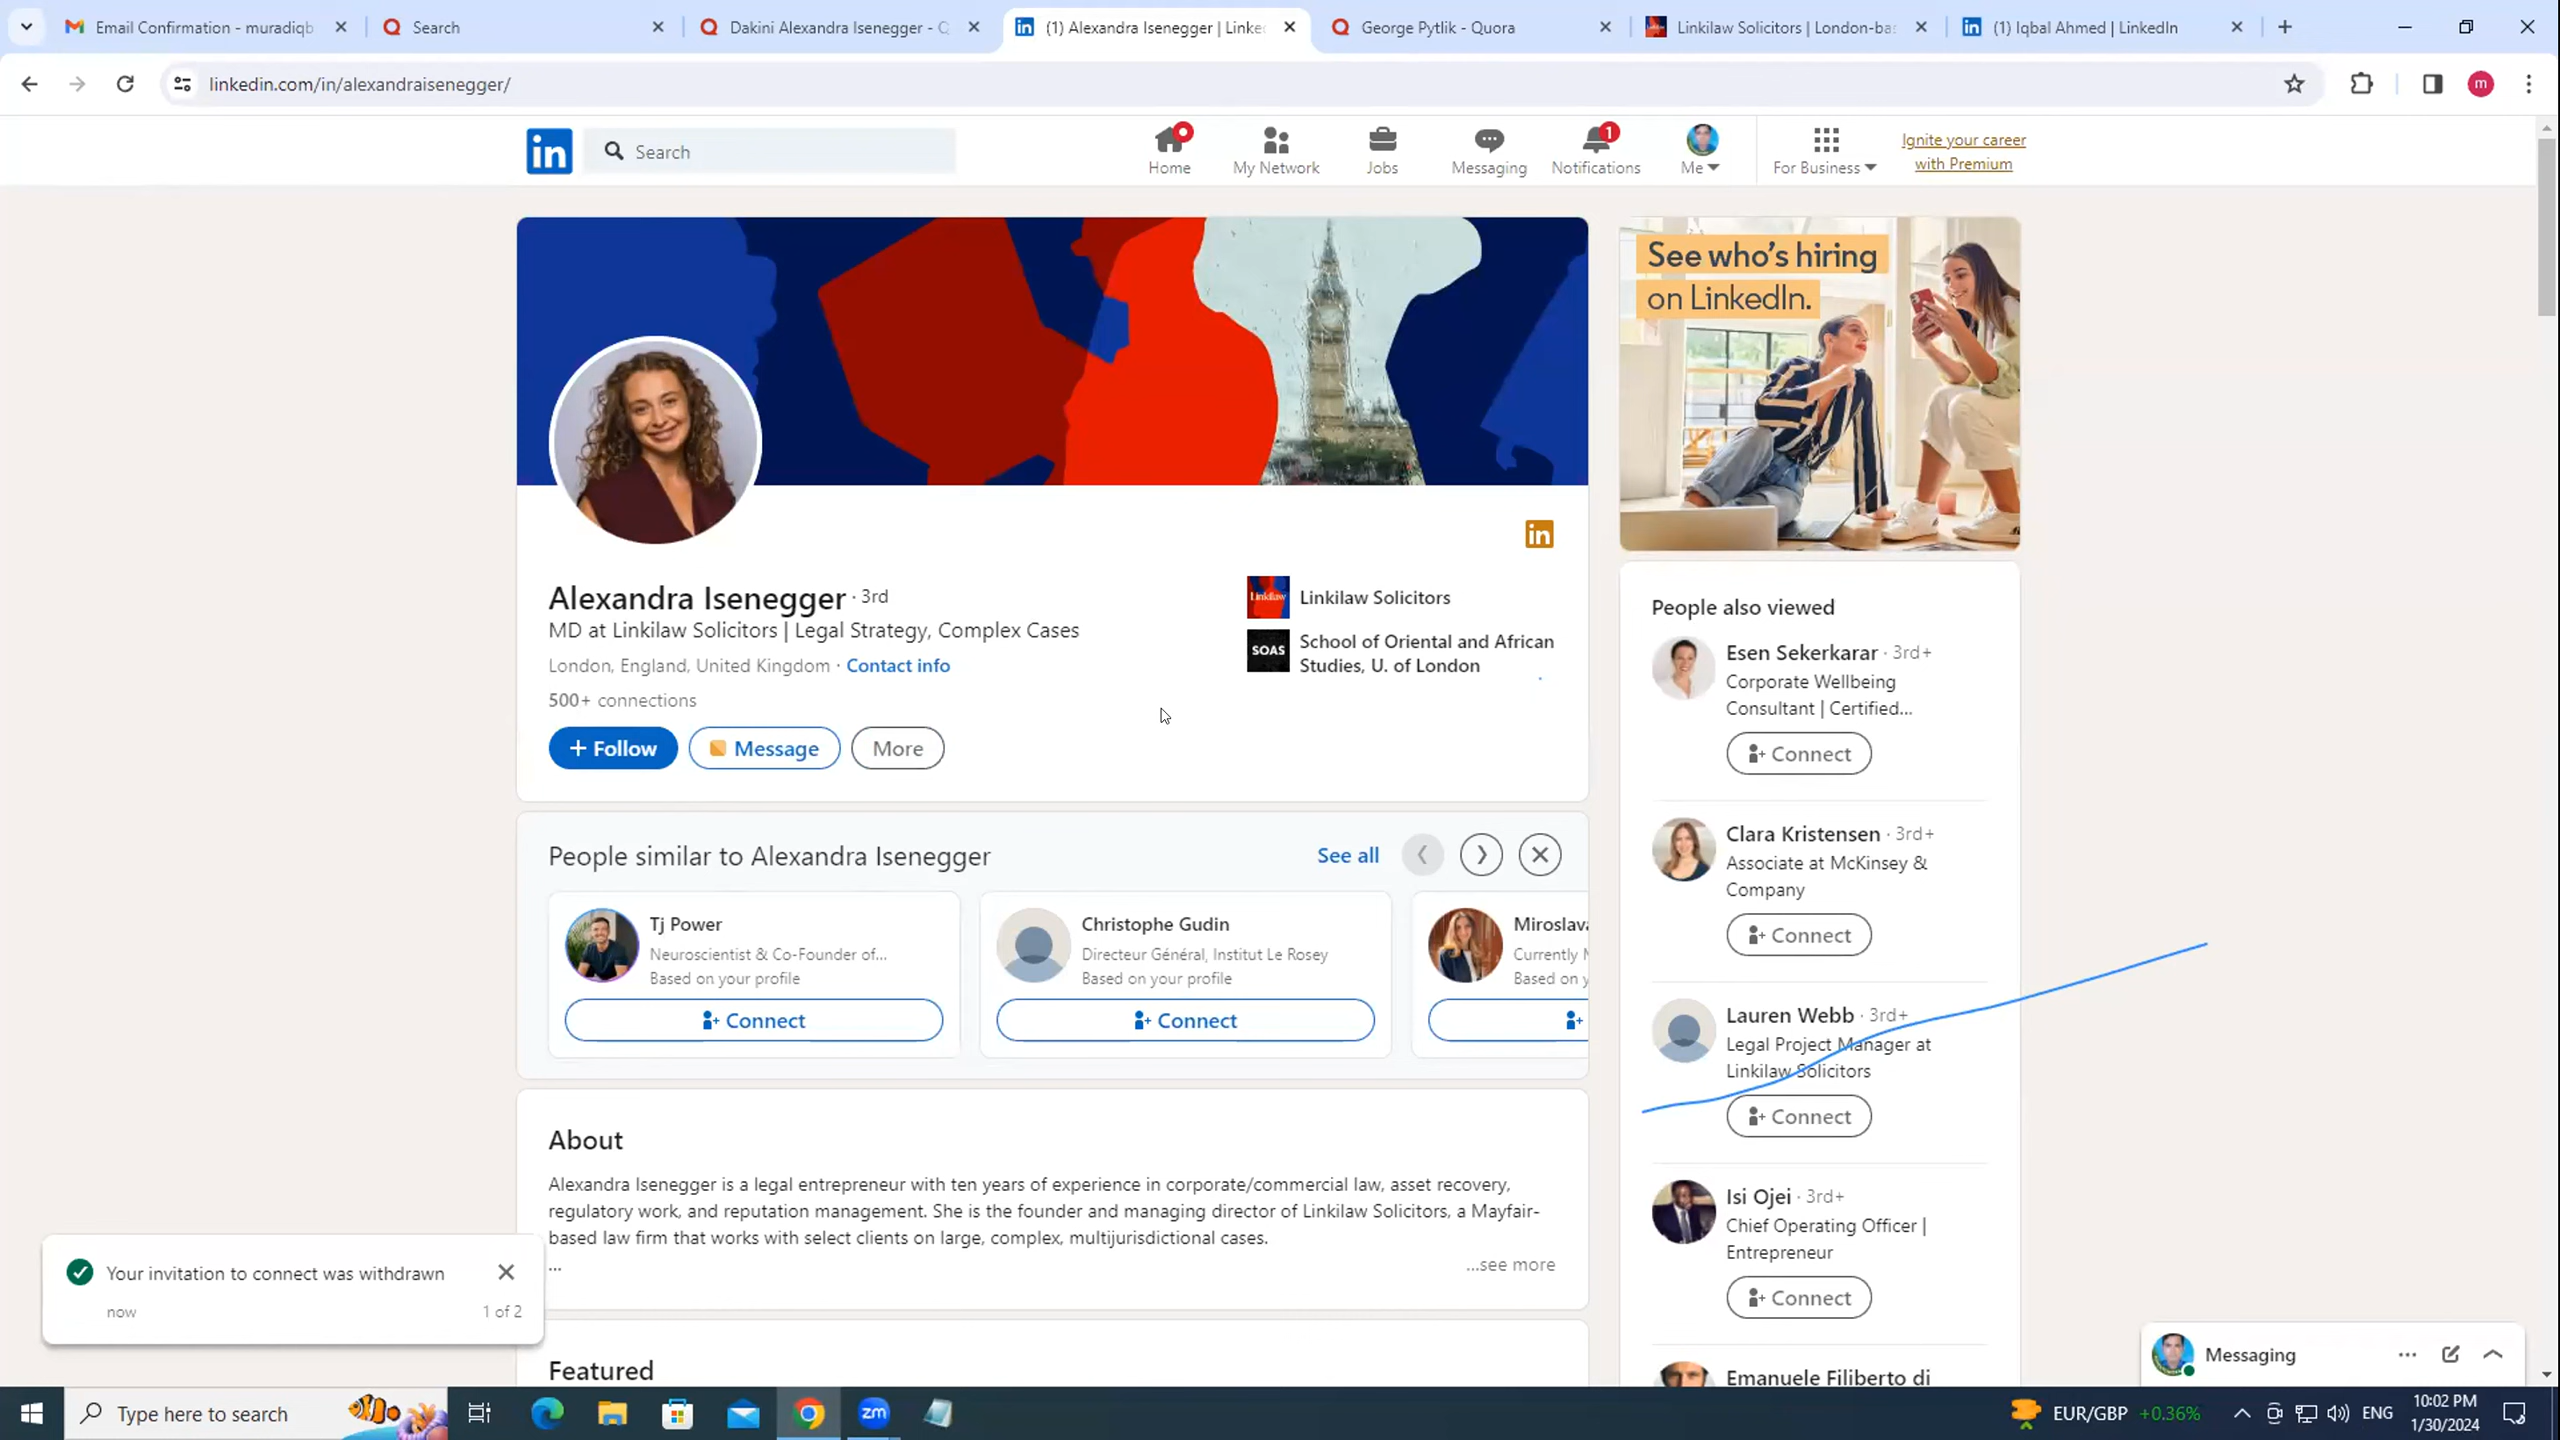 Email Confirmation - muradiqb
Search
Dakini Alexandra Isenegger - Q
(1) Alexandra Isenegger | Linke
George Pytlik - Quora
Linkilaw Solicitors | London-bas
(1) Iqbal Ahmed | LinkedIn
linkedin.com/in/alexandraisenegger/
m
in
Search
Home
My Network
Jobs
Messaging
1
Notifications
Me
For Business
Ignite your career
with Premium
See who's hiring
on LinkedIn.
in
Alexandra Isenegger · 3rd
MD at Linkilaw Solicitors | Legal Strategy, Complex Cases
London, England, United Kingdom · Contact info
500+ connections
+ Follow
Message
More
Linkilaw
Linkilaw Solicitors
SOAS
School of Oriental and African
Studies, U. of London
People similar to Alexandra Isenegger
See all
Tj Power
Neuroscientist & Co-Founder of...
Based on your profile
Connect
Christophe Gudin
Directeur Général, Institut Le Rosey
Based on your profile
Connect
Miroslava
Currently M
Based on y
About
Alexandra Isenegger is a legal entrepreneur with ten years of experience in corporate/commercial law, asset recovery,
regulatory work, and reputation management. She is the founder and managing director of Linkilaw Solicitors, a Mayfair-
based law firm that works with select clients on large, complex, multijurisdictional cases.
...
...see more
Featured
People also viewed
Esen Sekerkarar · 3rd+
Corporate Wellbeing
Consultant | Certified...
Connect
Clara Kristensen · 3rd+
Associate at McKinsey &
Company
Connect
Lauren Webb · 3rd+
Legal Project Manager at
Linkilaw Solicitors
Connect
Isi Ojei · 3rd+
Chief Operating Officer |
Entrepreneur
Connect
Emanuele Filiberto di
Your invitation to connect was withdrawn
now
1 of 2
Messaging
Type here to search
zm
EUR/GBP +0.36%
ENG
10:02 PM
1/30/2024